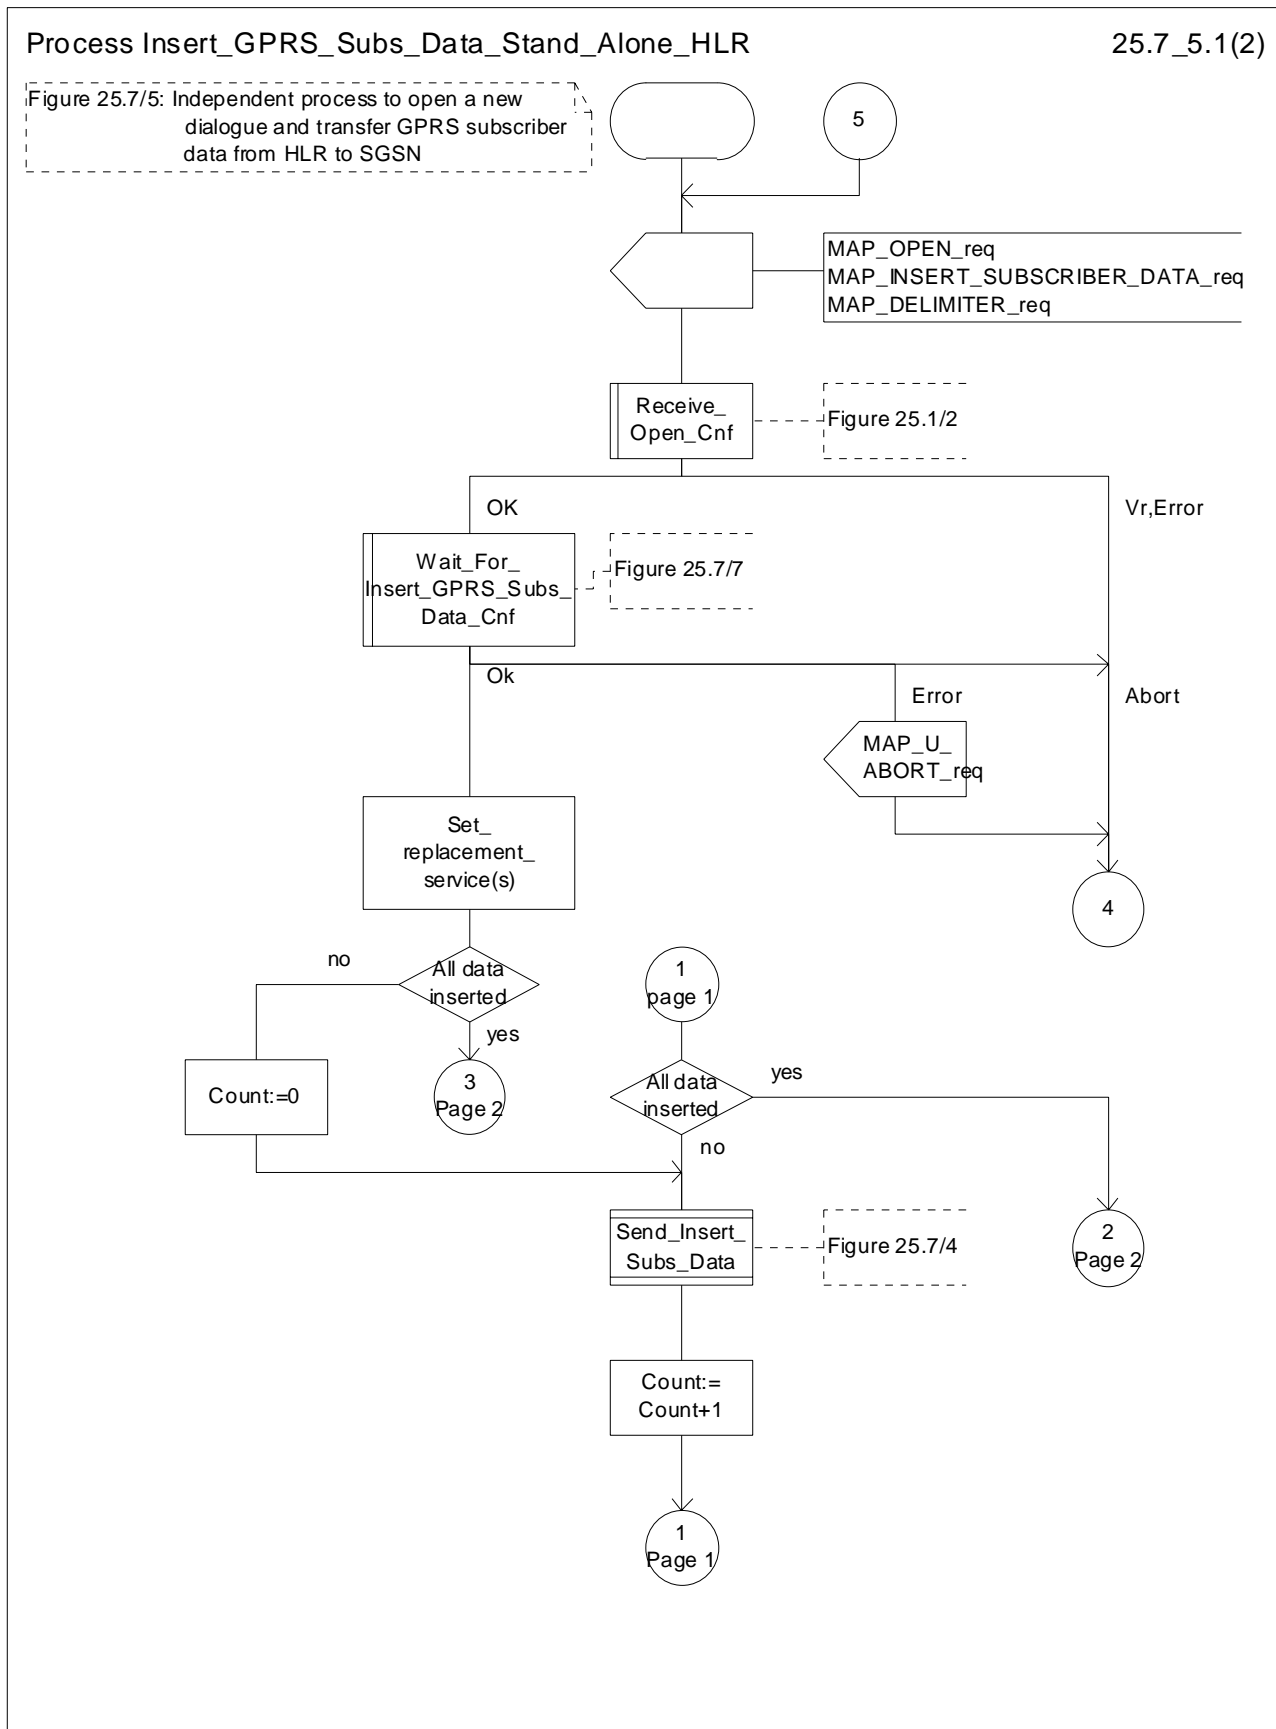 Process Insert_GPRS_Subs_Data_Stand_Alone_HLR
25.7_5.1(2)
Figure 25.7/5: Independent process to open a new
dialogue and transfer GPRS subscriber
data from HLR to SGSN
5
MAP_OPEN_req
MAP_INSERT_SUBSCRIBER_DATA_req
MAP_DELIMITER_req
Receive_
Open_Cnf
Figure 25.1/2
OK
Vr,Error
Wait_For_
Insert_GPRS_Subs_
Data_Cnf
Figure 25.7/7
Ok
Error
Abort
MAP_U_
ABORT_req
Set_
replacement_
service(s)
4
no
All data
inserted
yes
1
page 1
Count:=0
3
Page 2
All data
inserted
yes
no
Send_Insert_
Subs_Data
Figure 25.7/4
2
Page 2
Count:=
Count+1
1
Page 1